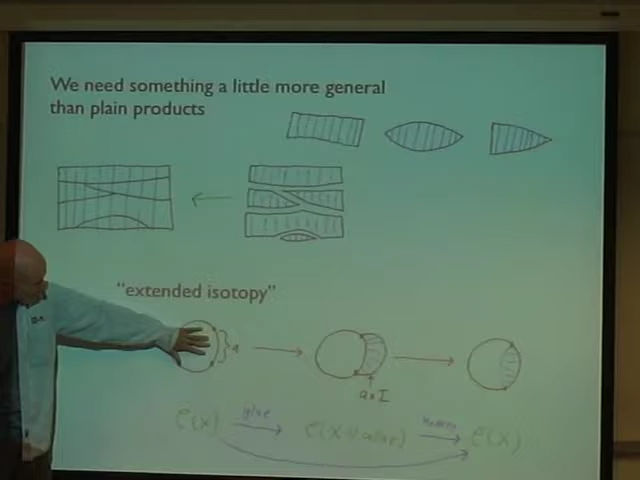 We need something a little more general
than plain products
"extended isotopy"
a
a×I
glue
C(X)
C(X)